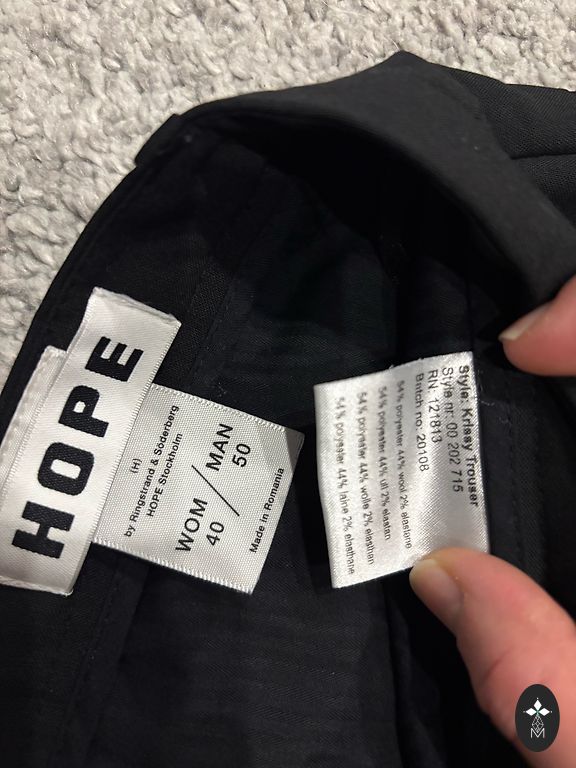 HOPE
(H)
by Ringstrand & Söderberg
HOPE Stockholm
WOM / MAN
40 / 50
Made in Romania
Style: Krissy Trouser
Style nr: 00 202 715
RN: 121813
Batch no: 20108
54% polyester 44% wool 2% elastane
54% polyester 44% ull 2% elastan
54% polyester 44% wolle 2% elasthan
54% polyester 44% laine 2% elasthane
M